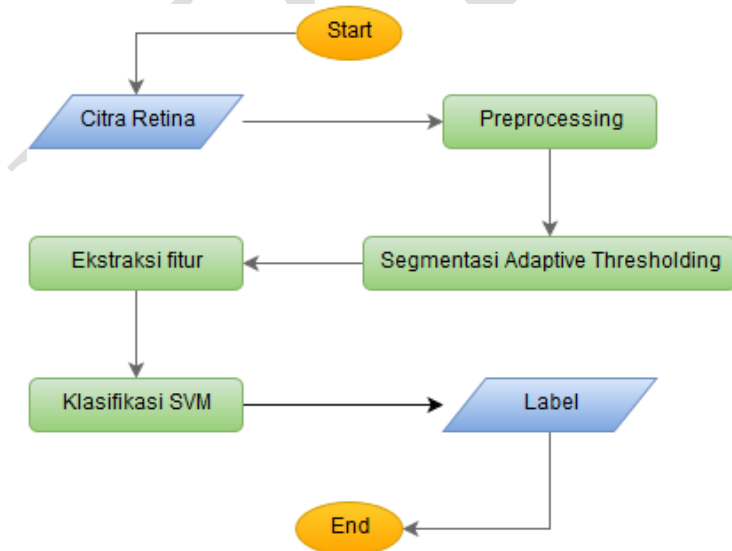 Start
Citra Retina
Preprocessing
Segmentasi Adaptive Thresholding
Ekstraksi fitur
Klasifikasi SVM
Label
End